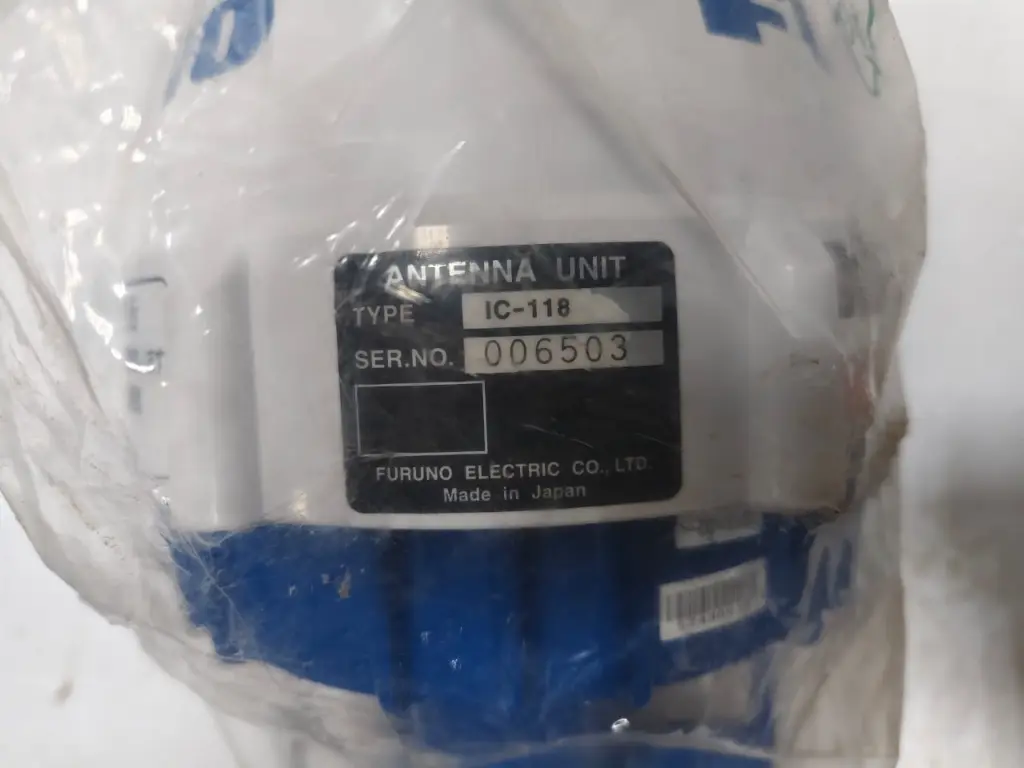 ANTENNA UNIT
TYPE IC-118
SER.NO. 006503
FURUNO ELECTRIC CO., LTD.
Made in Japan